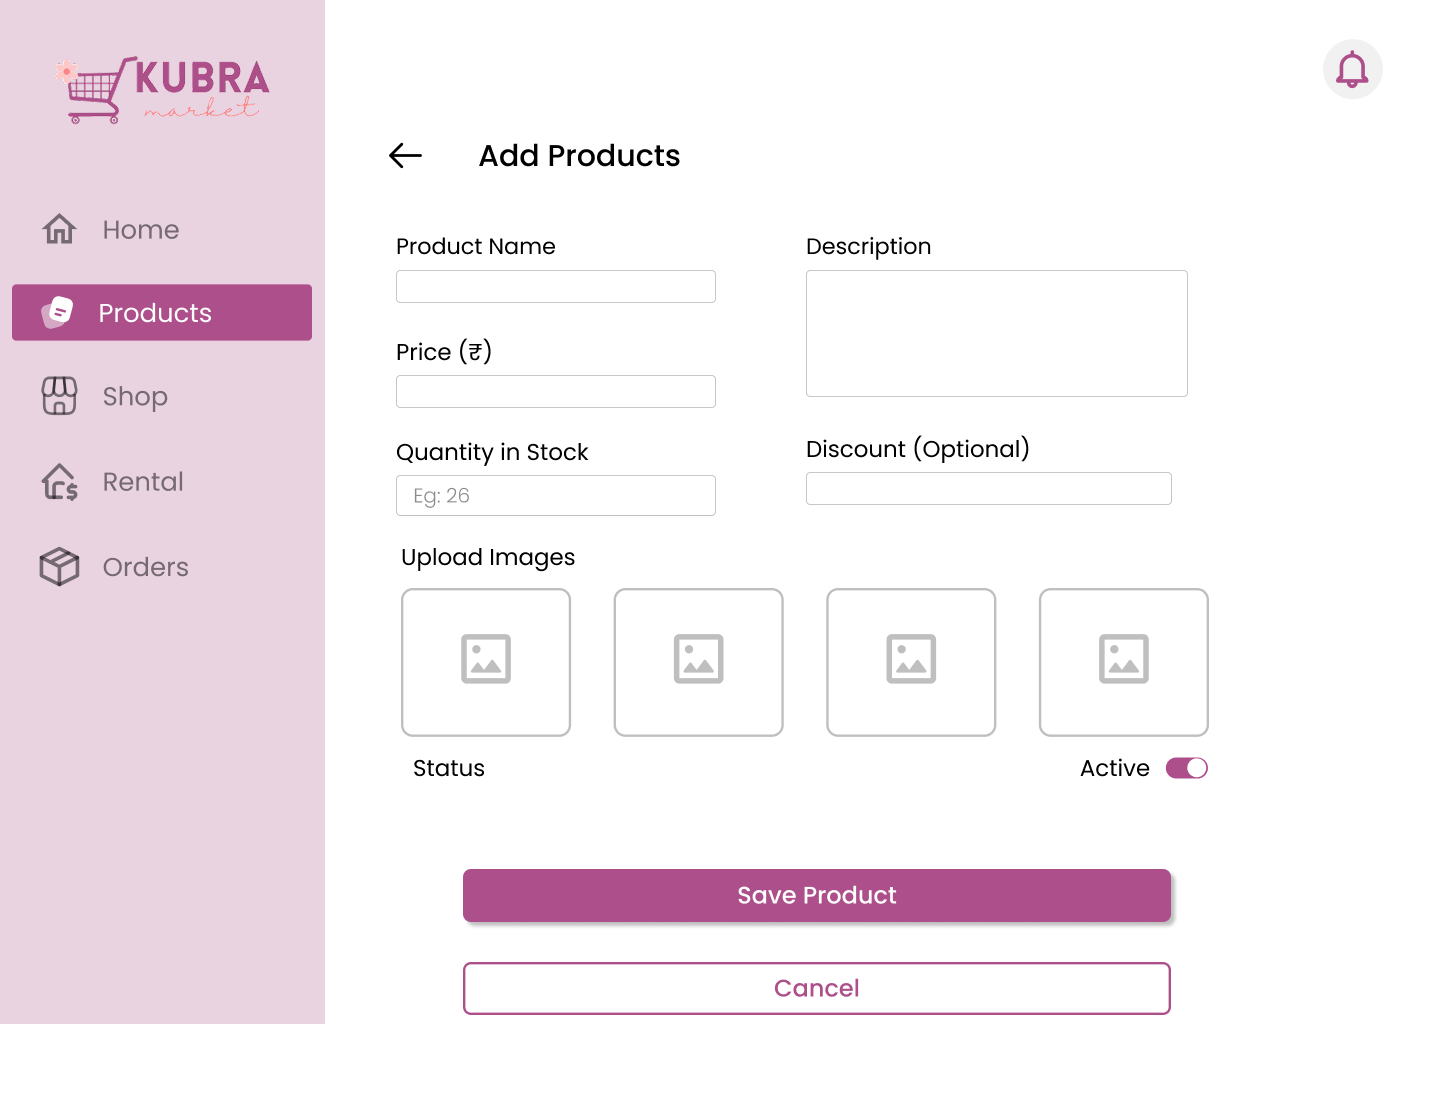 KUBRA
market
Home
Products
Shop
Rental
Orders
Add Products
Product Name
Description
Price (₹)
Quantity in Stock
Eg: 26
Discount (Optional)
Upload Images
Status
Active
Save Product
Cancel